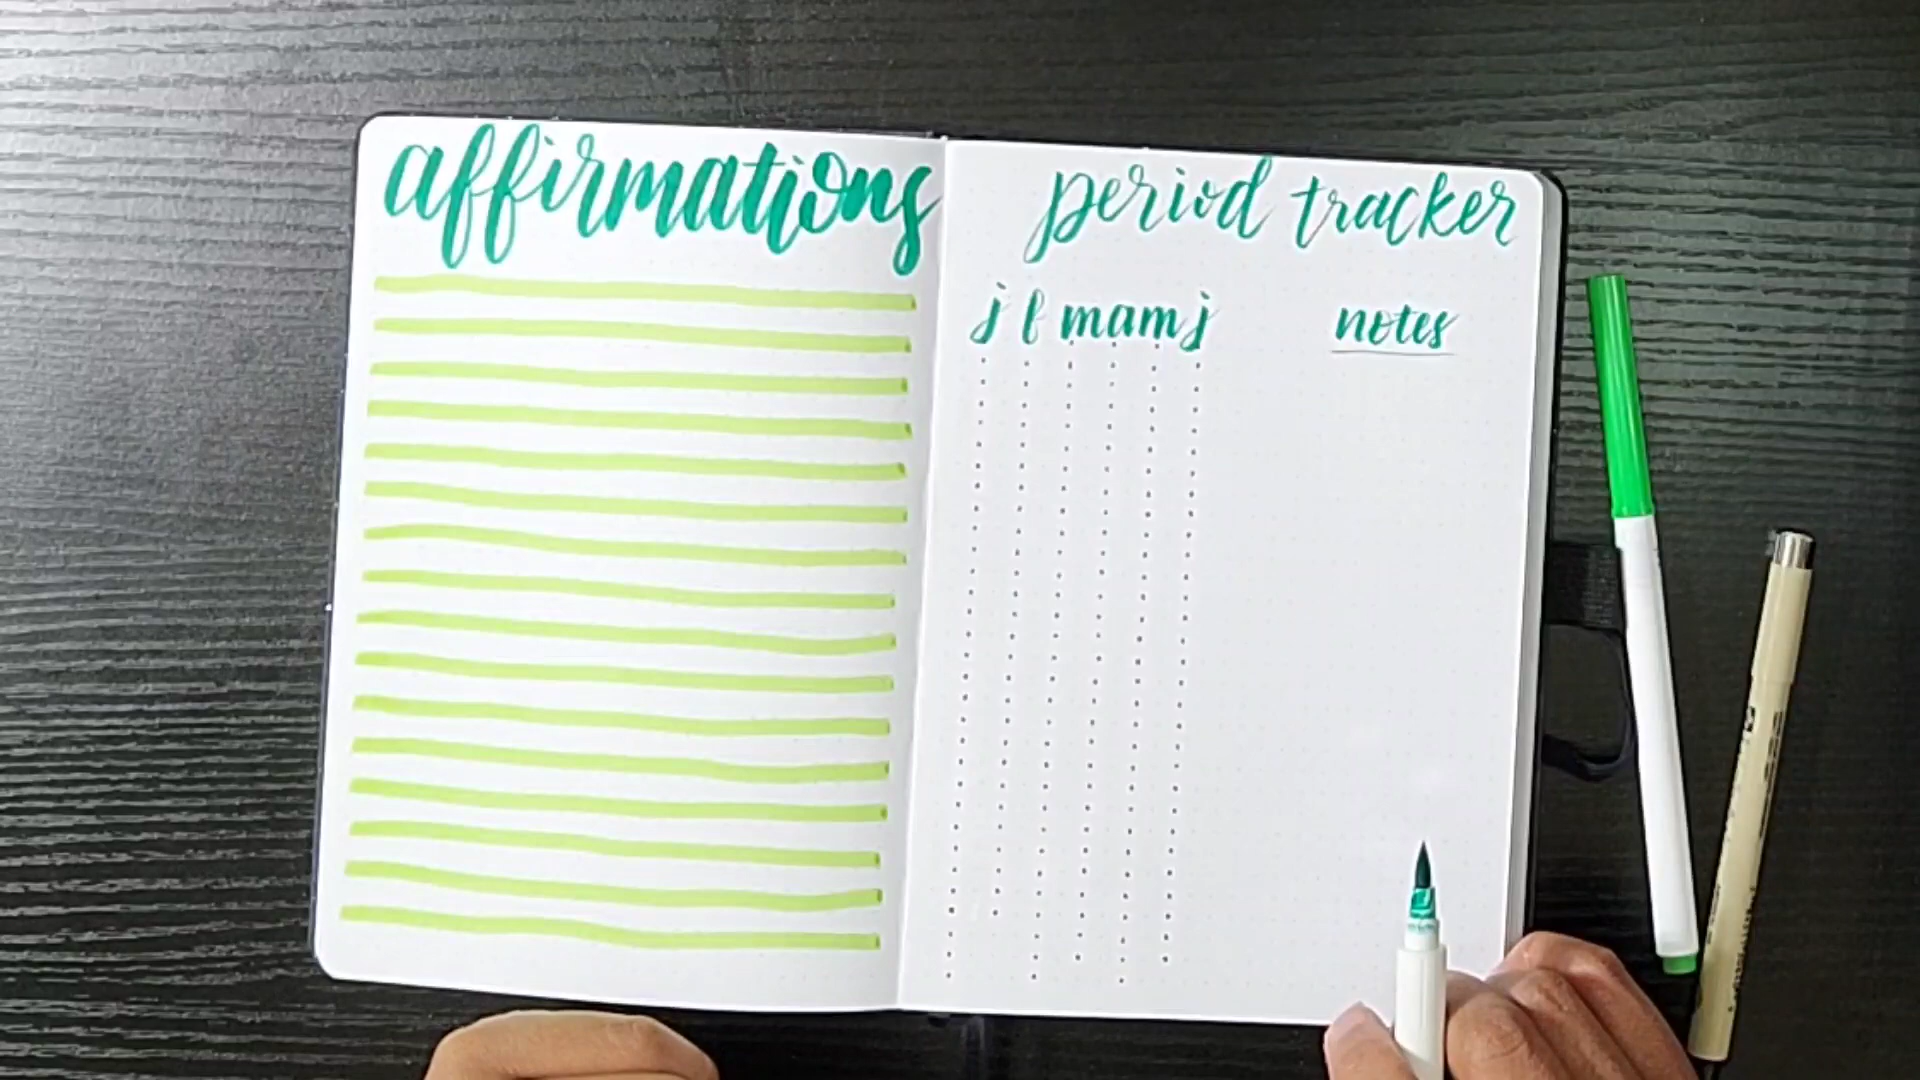 affirmations
period tracker
j f m a m j
notes